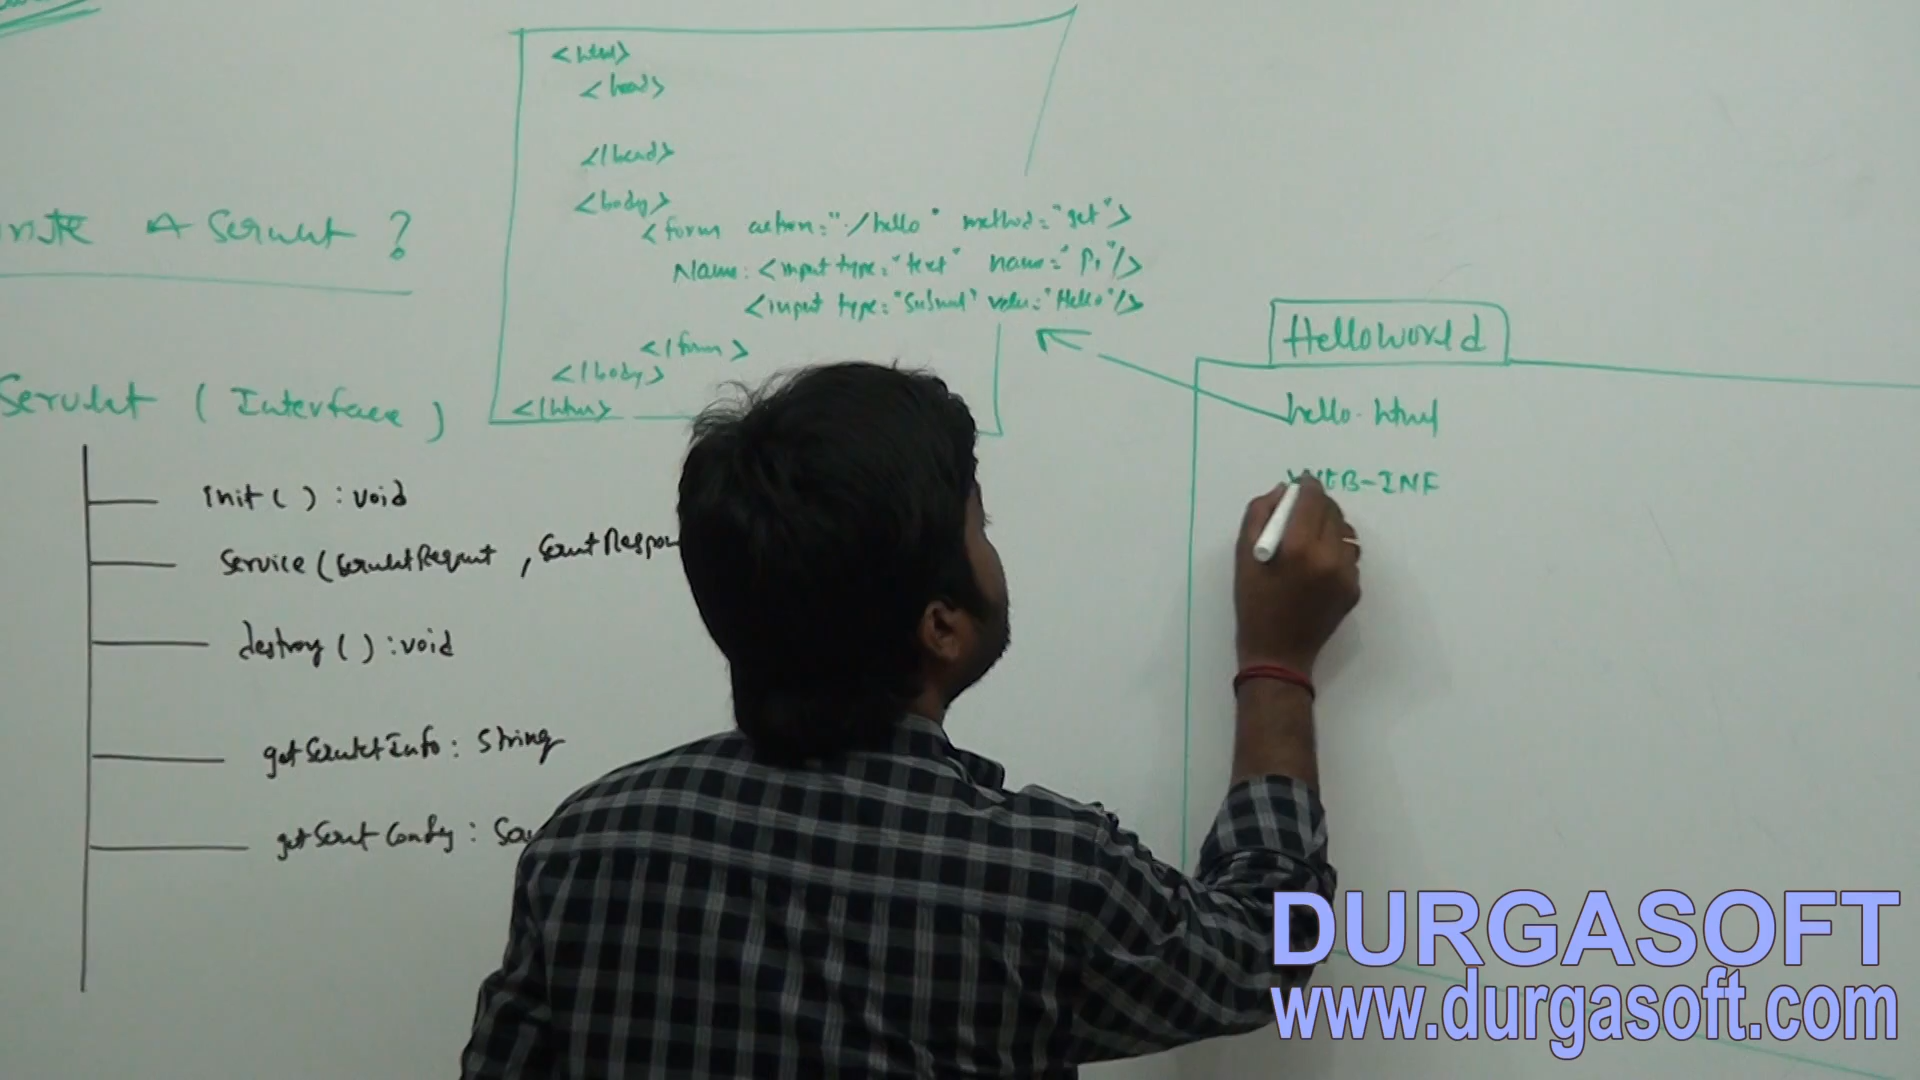 A Servlet ?
Servlet ( Interface )
init ( ) : void
Service ( ServletRequest , ServletRespon
destroy ( ) : void
getServletInfo : String
getServletConfig : Se
<html>
<head>
</head>
<body>
<form action="./hello" method="get">
Name: <input type="text" name="P1"/>
<input type="Submit" value="Hello"/>
</form>
</body>
</html>
HelloWorld
hello.html
WEB-INF
DURGASOFT
www.durgasoft.com